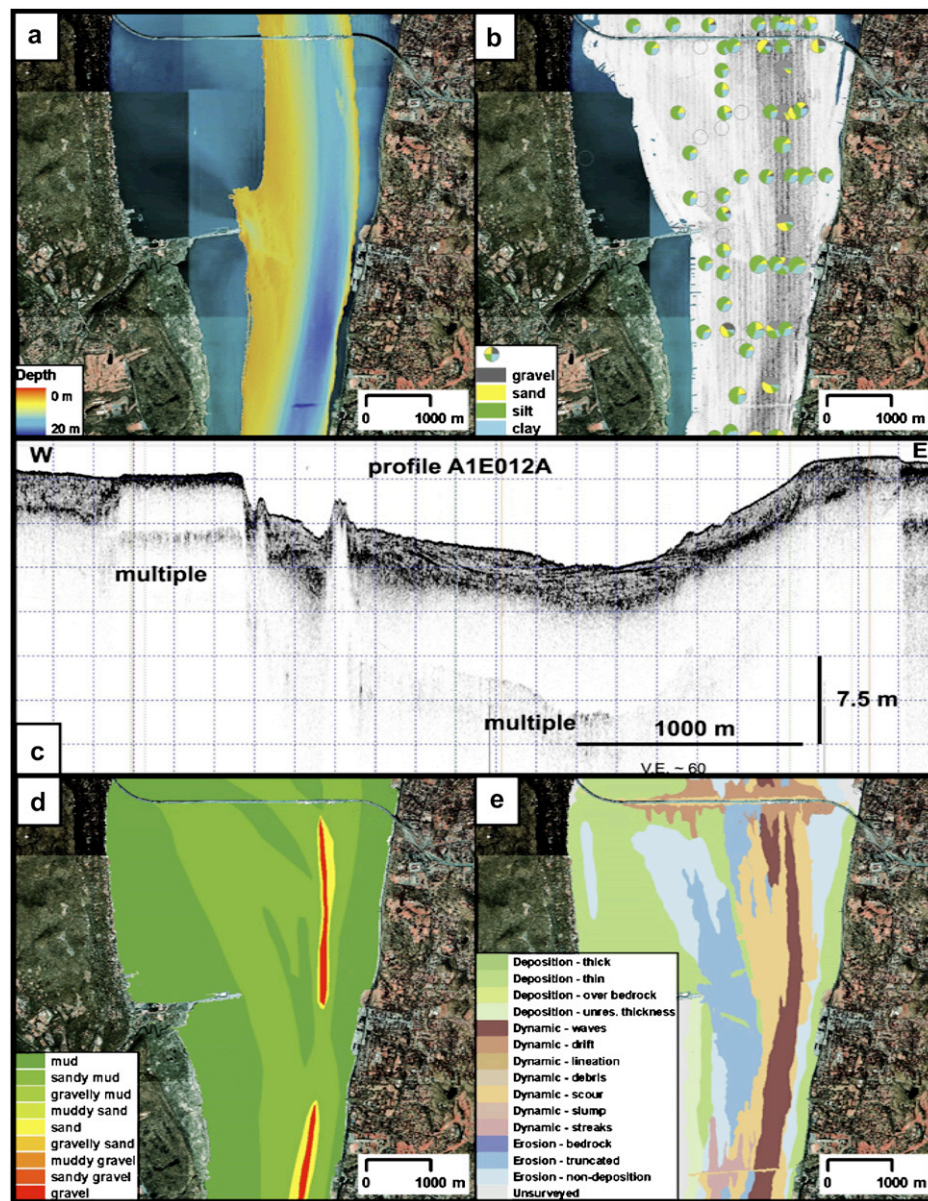 a
b
Depth
0 m
20 m
0 1000 m
gravel
sand
silt
clay
0 1000 m
W
profile A1E012A
E
multiple
7.5 m
multiple
1000 m
c
V.E. ~ 60
d
e
mud
sandy mud
gravelly mud
muddy sand
sand
gravelly sand
muddy gravel
sandy gravel
gravel
0 1000 m
Deposition - thick
Deposition - thin
Deposition - over bedrock
Deposition - unres. thickness
Dynamic - waves
Dynamic - drift
Dynamic - lineation
Dynamic - debris
Dynamic - scour
Dynamic - slump
Dynamic - streaks
Erosion - bedrock
Erosion - truncated
Erosion - non-deposition
Unsurveyed
0 1000 m